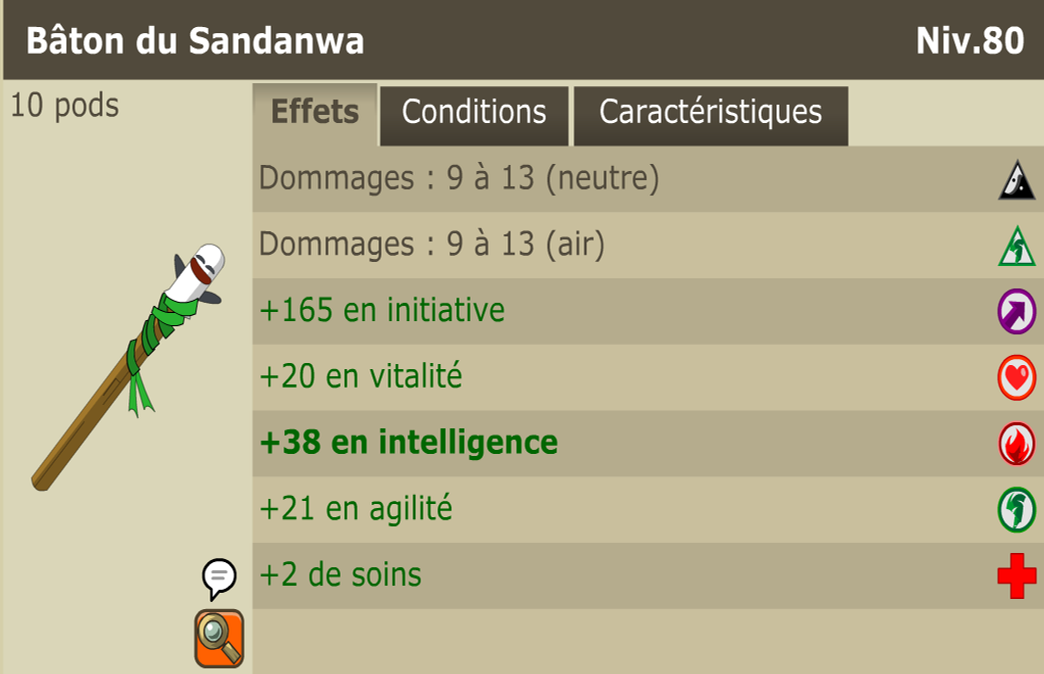 Bâton du Sandanwa Niv.80
10 pods
Effets Conditions Caractéristiques
Dommages : 9 à 13 (neutre)
Dommages : 9 à 13 (air)
+165 en initiative
+20 en vitalité
+38 en intelligence
+21 en agilité
+2 de soins